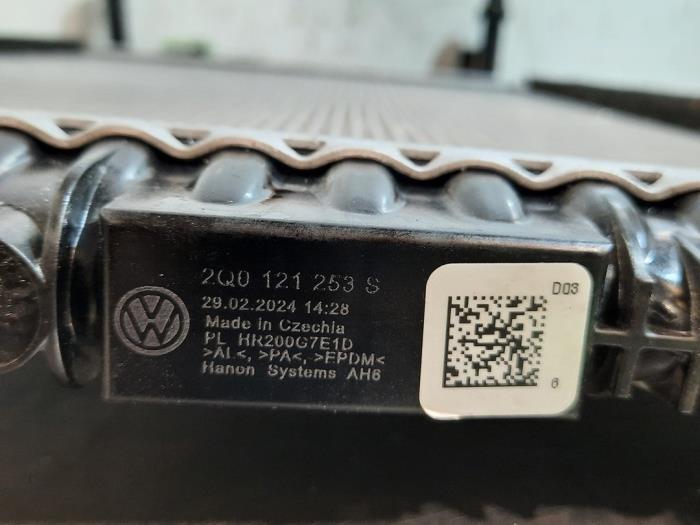 2Q0 121 253 S
29.02.2024 14:28
Made in Czechia
PL HR200G7E1D
>AL<, >PA<, >EPDM<
Hanon Systems AH6
D03
6